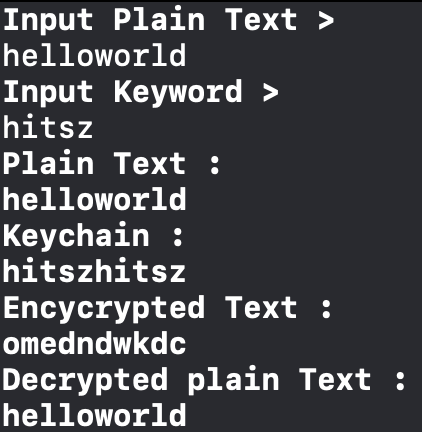 Input Plain Text >
helloworld
Input Keyword >
hitsz
Plain Text :
helloworld
Keychain :
hitszhitsz
Encycrypted Text :
omedndwkdc
Decrypted plain Text :
helloworld